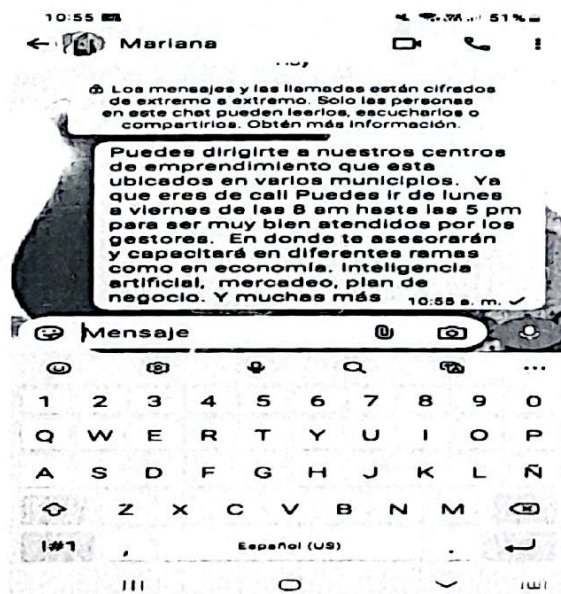 10:55 51%
Mariana
Hoy
Los mensajes y las llamadas están cifrados
de extremo a extremo. Solo las personas
en este chat pueden leerlos, escucharlos o
compartirlos. Obtén más información.
Puedes dirigirte a nuestros centros
de emprendimiento que esta
ubicados en varios municipios. Ya
que eres de cali Puedes ir de lunes
a viernes de las 8 am hasta las 5 pm
para ser muy bien atendidos por los
gestores. En donde te asesorarán
y capacitará en diferentes ramas
como en economía. Inteligencia
artificial, mercadeo, plan de
negocio. Y muchas más 10:55 a. m.
Mensaje
1 2 3 4 5 6 7 8 9 0
Q W E R T Y U I O P
A S D F G H J K L Ñ
Z X C V B N M
!#1 , Español (US) .